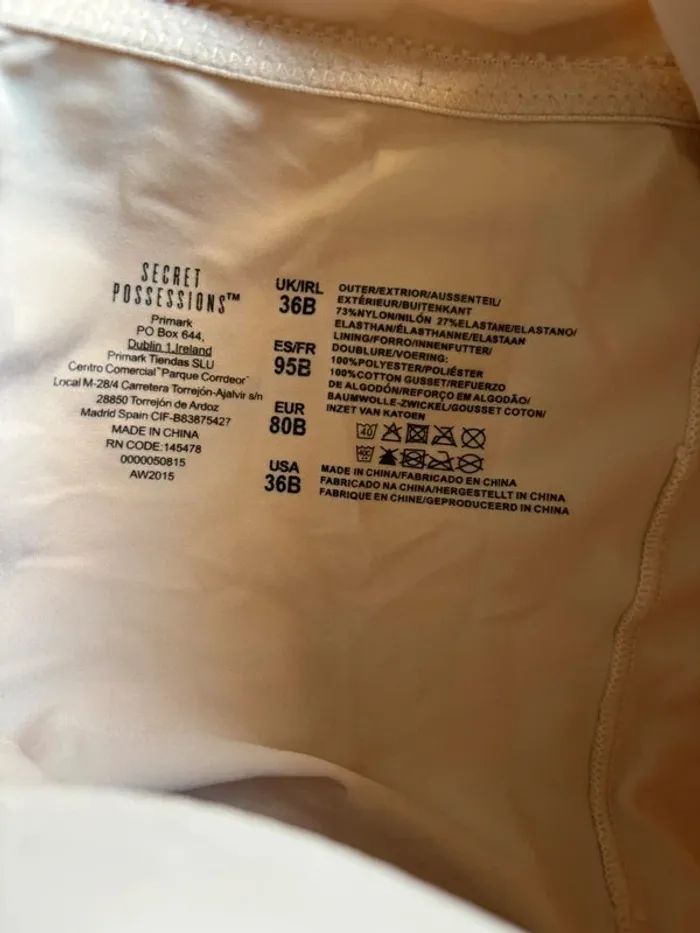 SECRET
POSSESSIONS™
Primark
PO Box 644,
Dublin 1,Ireland
Primark Tiendas SLU
Centro Comercial"Parque Corrdeor"
Local M-28/4 Carretera Torrejón-Ajalvir s/n
28850 Torrejón de Ardoz
Madrid Spain CIF-B83875427
MADE IN CHINA
RN CODE:145478
0000050815
AW2015
UK/IRL
36B
ES/FR
95B
EUR
80B
USA
36B
OUTER/EXTRIOR/AUSSENTEIL/
EXTÉRIEUR/BUITENKANT
73%NYLON/NILÓN 27%ELASTANE/ELASTANO/
ELASTHAN/ÉLASTHANNE/ELASTAAN
LINING/FORRO/INNENFUTTER/
DOUBLURE/VOERING:
100%POLYESTER/POLIÉSTER
100%COTTON GUSSET/REFUERZO
DE ALGODÓN/REFORÇO EM ALGODÃO/
BAUMWOLLE-ZWICKEL/GOUSSET COTON/
INZET VAN KATOEN
40
MADE IN CHINA/FABRICADO EN CHINA
FABRICADO NA CHINA/HERGESTELLT IN CHINA
FABRIQUE EN CHINE/GEPRODUCEERD IN CHINA